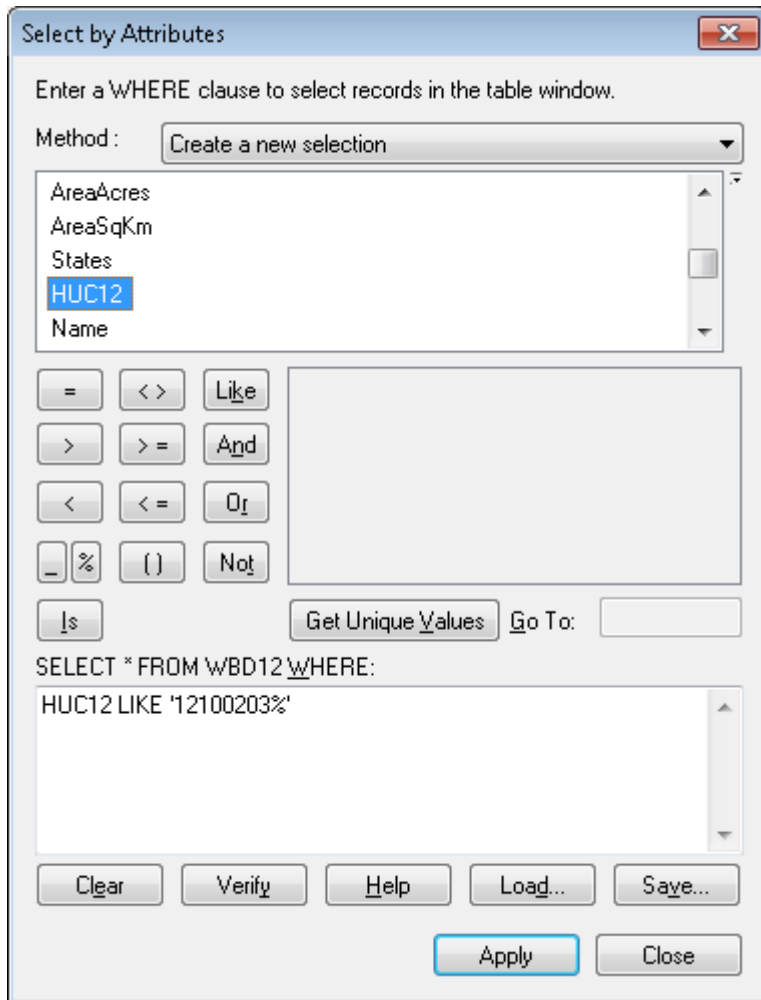 Select by Attributes
Enter a WHERE clause to select records in the table window.
Method : Create a new selection
AreaAcres
AreaSqKm
States
HUC12
Name
= < > Like
> > = And
< < = Or
_ % ( ) Not
Is Get Unique Values Go To:
SELECT * FROM WBD12 WHERE:
HUC12 LIKE '12100203%'
Clear Verify Help Load... Save...
Apply Close